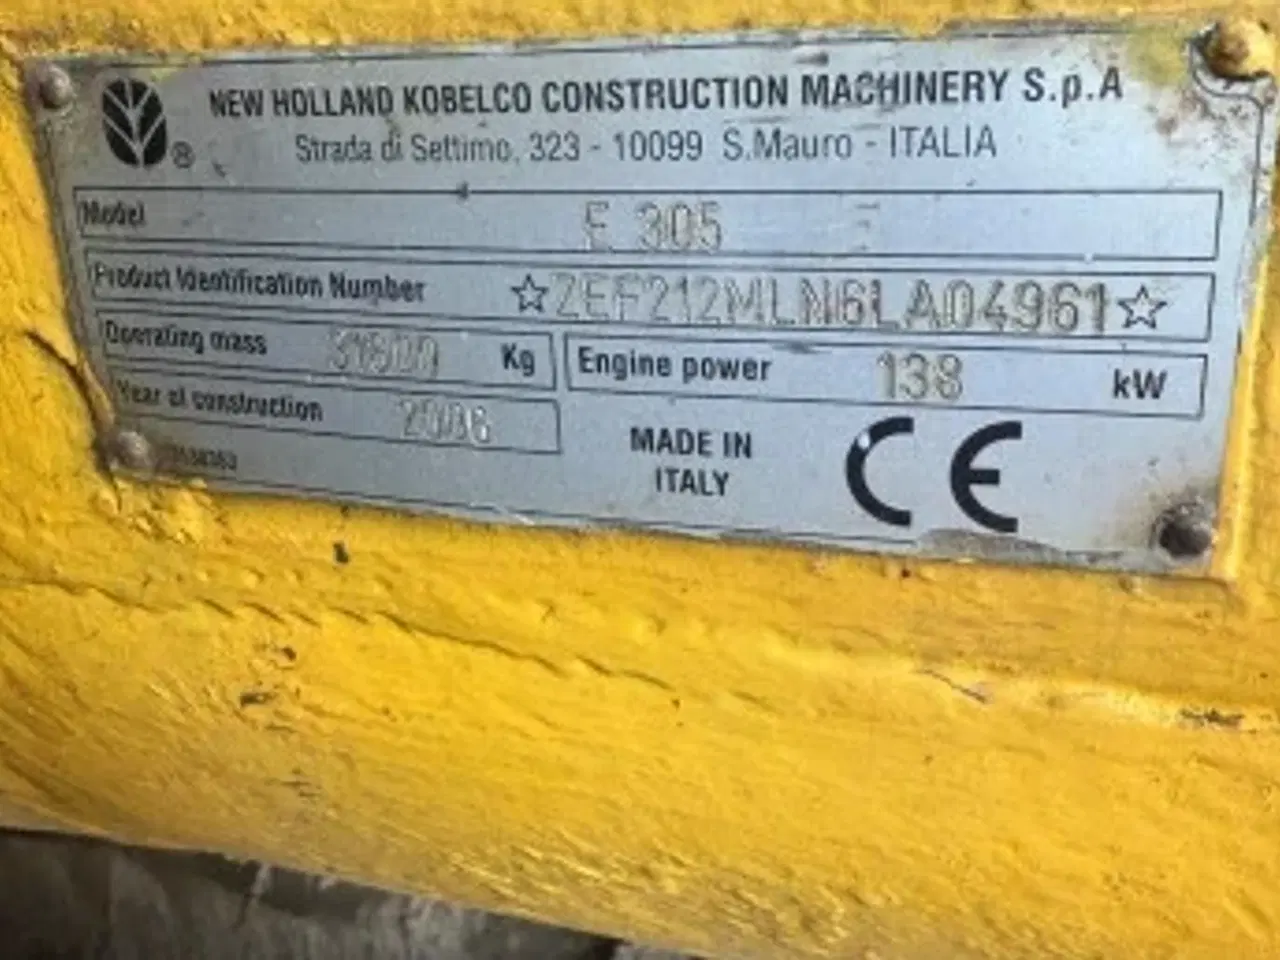 NEW HOLLAND KOBELCO CONSTRUCTION MACHINERY S.p.A
Strada di Settimo, 323 - 10099 S.Mauro - ITALIA
®
Model E 305
Product Identification Number ☆ZEF212MLN6LA04961☆
Operating mass Kg Engine power 138 kW
Year of construction 2006
MADE IN
ITALY
CE